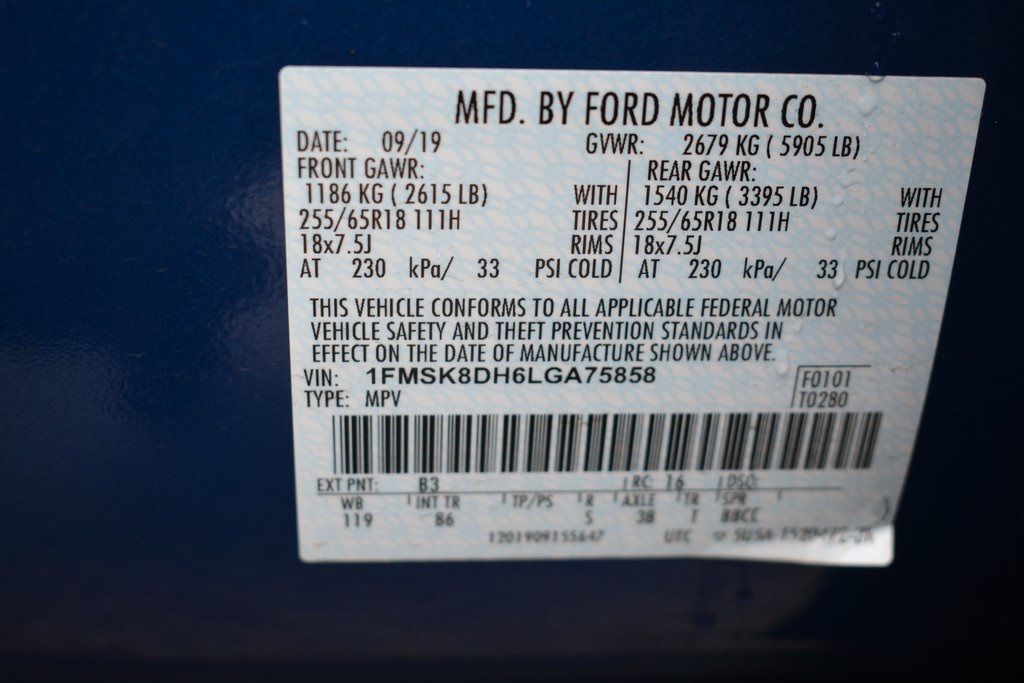 MFD. BY FORD MOTOR CO.
DATE: 09/19 GVWR: 2679 KG ( 5905 LB)
FRONT GAWR: REAR GAWR:
1186 KG ( 2615 LB) WITH 1540 KG ( 3395 LB) WITH
255/65R18 111H TIRES 255/65R18 111H TIRES
18x7.5J RIMS 18x7.5J RIMS
AT 230 kPa/ 33 PSI COLD AT 230 kPa/ 33 PSI COLD
THIS VEHICLE CONFORMS TO ALL APPLICABLE FEDERAL MOTOR
VEHICLE SAFETY AND THEFT PREVENTION STANDARDS IN
EFFECT ON THE DATE OF MANUFACTURE SHOWN ABOVE.
VIN: 1FMSK8DH6LGA75858 F0101
TYPE: MPV T0280
EXT PNT: B3 RC: 16 DSO:
WB INT TR TP/PS R AXLE TR SPR
119 86 S 38 T BBCC
1201909155647 UTC